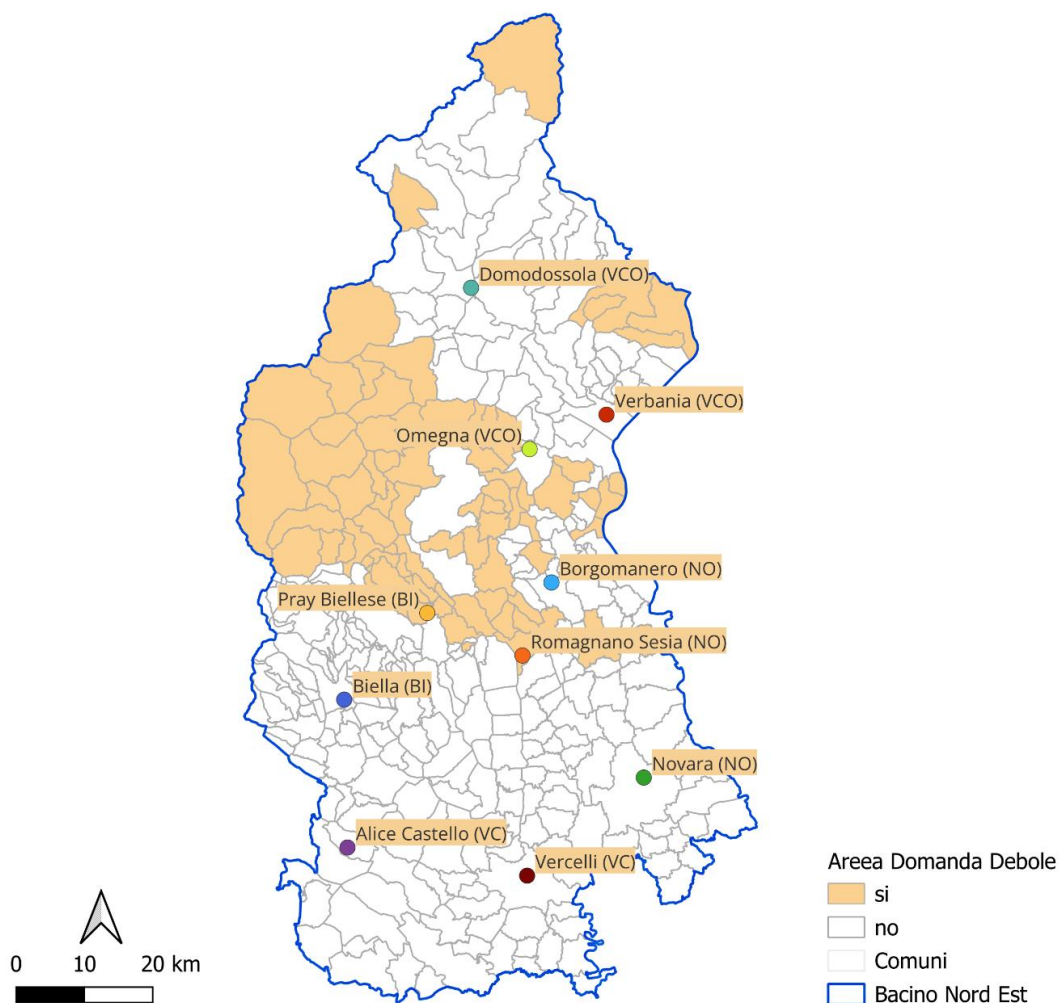 Domodossola (VCO)
Verbania (VCO)
Omegna (VCO)
Borgomanero (NO)
Pray Biellese (BI)
Romagnano Sesia (NO)
Biella (BI)
Novara (NO)
Alice Castello (VC)
Vercelli (VC)
Areea Domanda Debole
si
no
Comuni
Bacino Nord Est
0 10 20 km